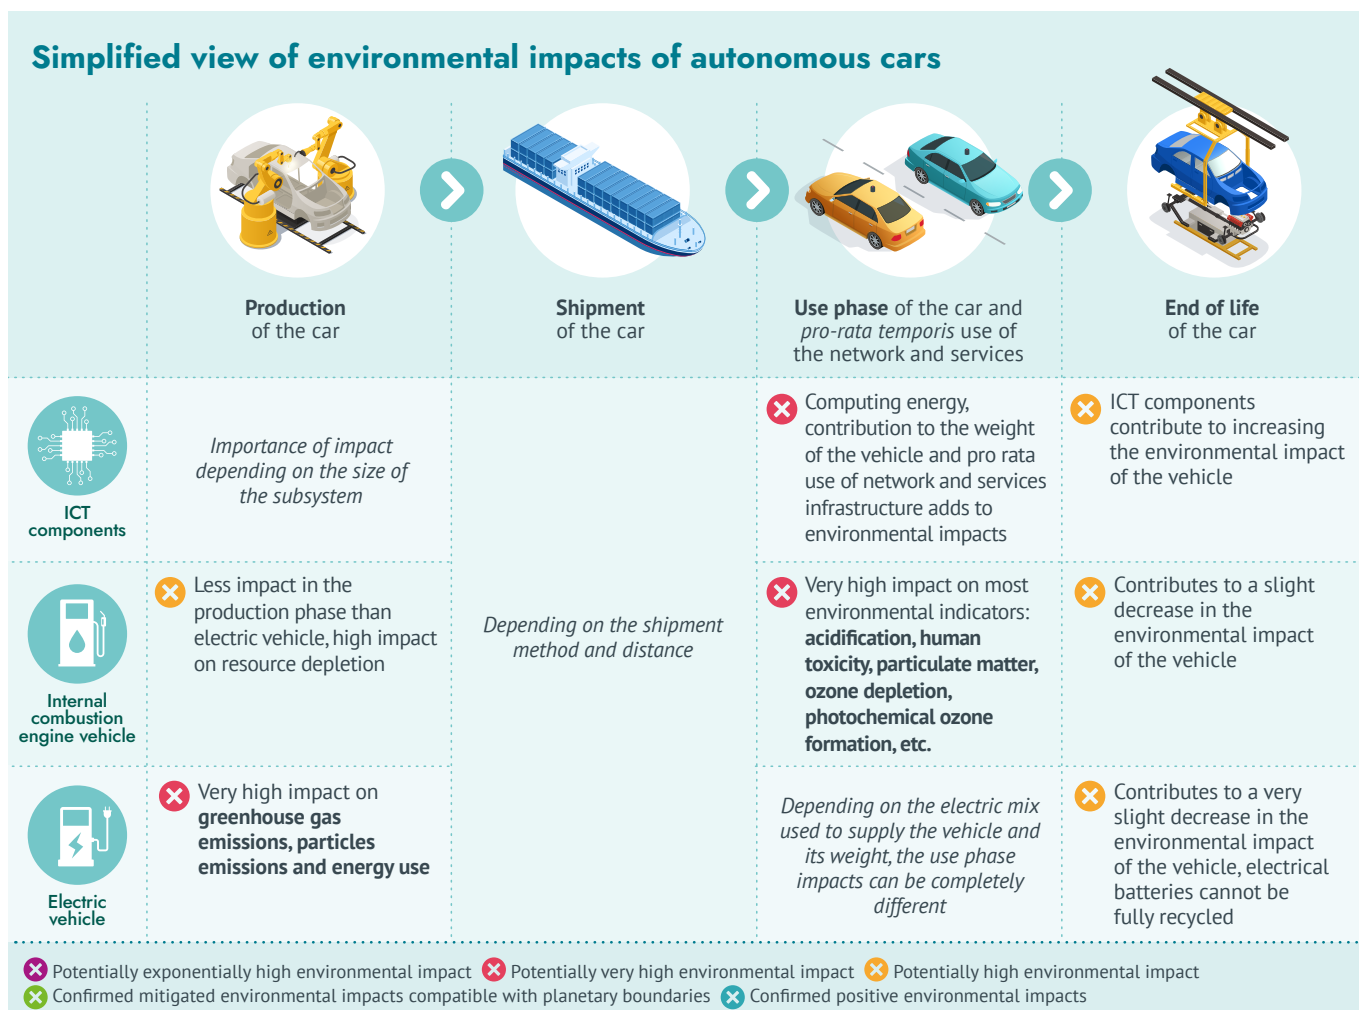 Simplified view of environmental impacts of autonomous cars
Production
of the car
Shipment
of the car
Use phase of the car and
pro-rata temporis use of
the network and services
End of life
of the car
ICT
components
Importance of impact
depending on the size of
the subsystem
Computing energy,
contribution to the weight
of the vehicle and pro rata
use of network and services
infrastructure adds to
environmental impacts
ICT components
contribute to increasing
the environmental impact
of the vehicle
Internal
combustion
engine vehicle
Less impact in the
production phase than
electric vehicle, high impact
on resource depletion
Depending on the shipment
method and distance
Very high impact on most
environmental indicators:
acidification, human
toxicity, particulate matter,
ozone depletion,
photochemical ozone
formation, etc.
Contributes to a slight
decrease in the
environmental impact
of the vehicle
Electric
vehicle
Very high impact on
greenhouse gas
emissions, particles
emissions and energy use
Depending on the electric mix
used to supply the vehicle and
its weight, the use phase
impacts can be completely
different
Contributes to a very
slight decrease in the
environmental impact
of the vehicle, electrical
batteries cannot be
fully recycled
Potentially exponentially high environmental impact
Potentially very high environmental impact
Potentially high environmental impact
Confirmed mitigated environmental impacts compatible with planetary boundaries
Confirmed positive environmental impacts